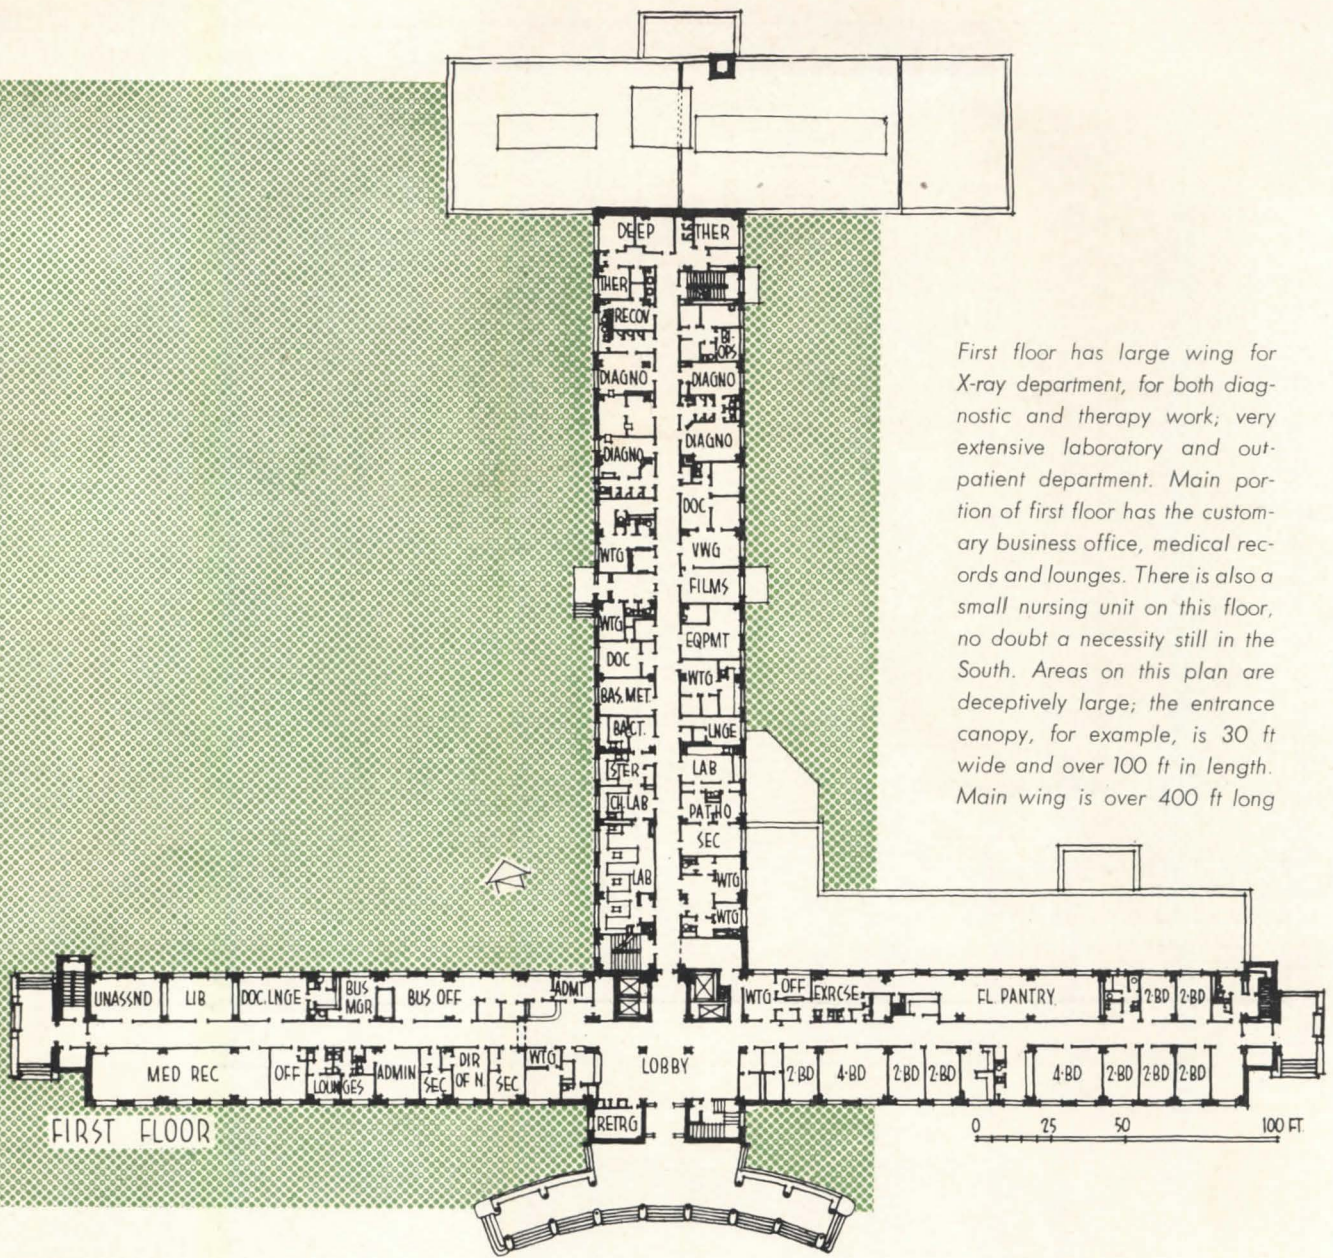 DEEP
THER
THER
RECOV
BI-
OPS
DIAGNO
DIAGNO
DIAGNO
DIAGNO
DOC
WTG
VWG
FILMS
WTG
EQPMT
DOC
WTG
BAS. MET
BACT.
LNGE
STER
LAB
CH. LAB
PATHO
SEC
LAB
WTG
WTG
First floor has large wing for
X-ray department, for both diag-
nostic and therapy work; very
extensive laboratory and out-
patient department. Main por-
tion of first floor has the custom-
ary business office, medical rec-
ords and lounges. There is also a
small nursing unit on this floor,
no doubt a necessity still in the
South. Areas on this plan are
deceptively large; the entrance
canopy, for example, is 30 ft
wide and over 100 ft in length.
Main wing is over 400 ft long
UNASSND
LIB
DOC. LNGE
BUS
MGR
BUS OFF
ADMT
WTG
OFF
EXRCSE
FL. PANTRY.
2·BD
2·BD
MED REC
OFF
LOUNGES
ADMIN
SEC
DIR
OF N.
SEC
WTG
LOBBY
2·BD
4·BD
2·BD
2·BD
4·BD
2·BD
2·BD
2·BD
RETRG
FIRST FLOOR
0 25 50 100 FT.